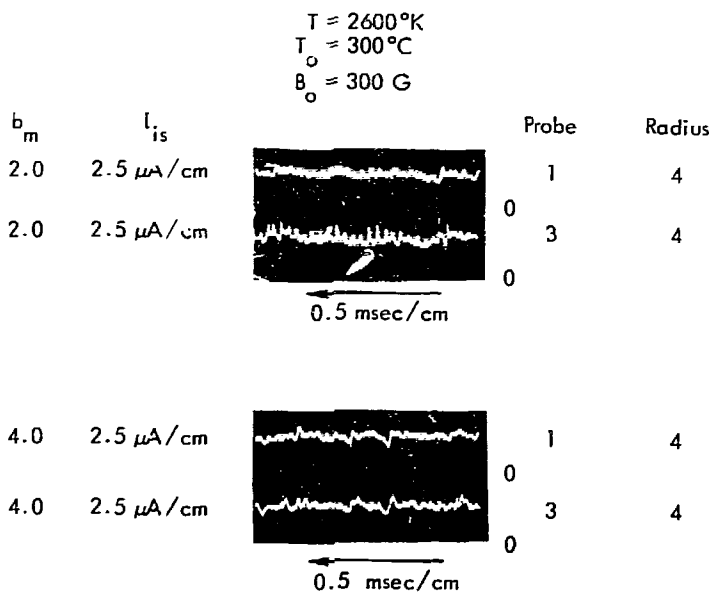 T = 2600°K
T_o = 300°C
B_o = 300 G
b_m I_is Probe Radius
2.0 2.5 μA/cm 1 4
0
2.0 2.5 μA/cm 3 4
0
0.5 msec/cm
4.0 2.5 μA/cm 1 4
0
4.0 2.5 μA/cm 3 4
0
0.5 msec/cm